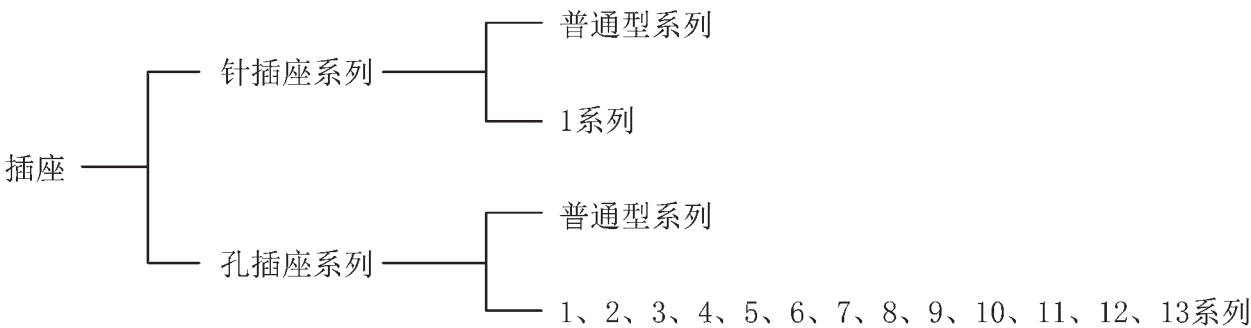 普通型系列
针插座系列
1系列
插座
普通型系列
孔插座系列
1、2、3、4、5、6、7、8、9、10、11、12、13系列